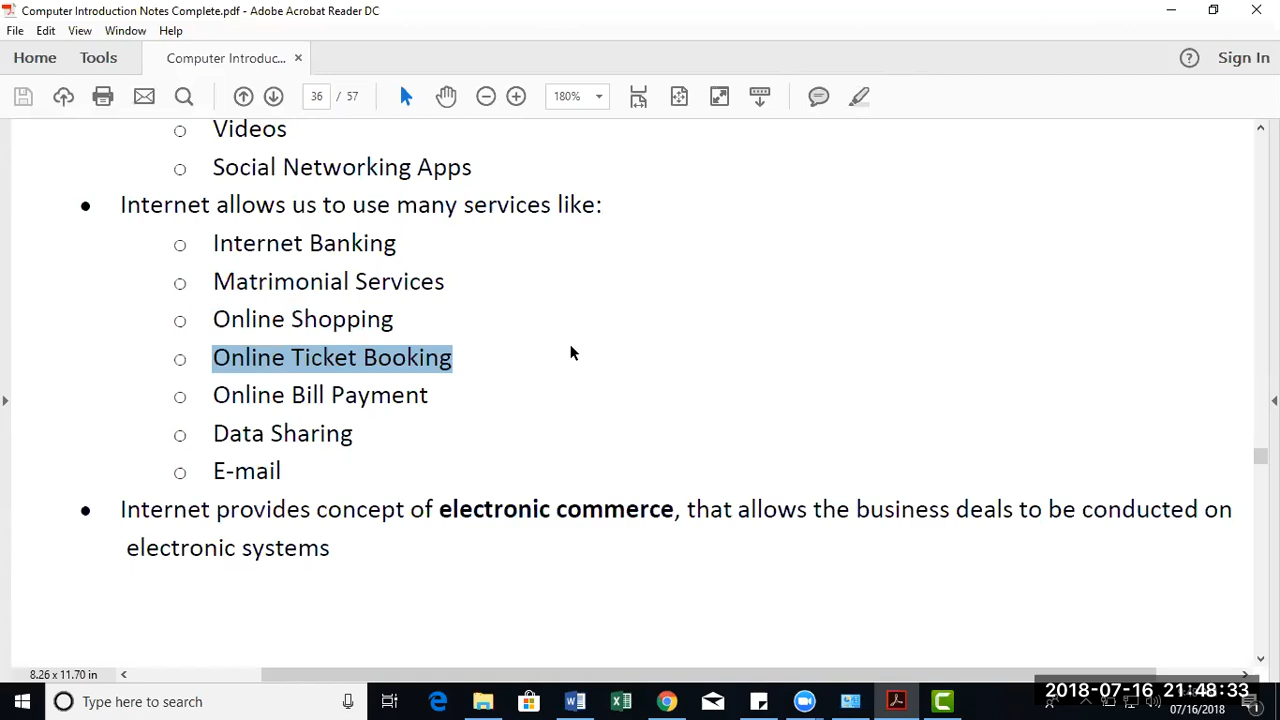 Computer Introduction Notes Complete.pdf - Adobe Acrobat Reader DC
File Edit View Window Help
Home Tools Computer Introduc... × Sign In
36 / 57 180%
Videos
Social Networking Apps
Internet allows us to use many services like:
Internet Banking
Matrimonial Services
Online Shopping
Online Ticket Booking
Online Bill Payment
Data Sharing
E-mail
Internet provides concept of electronic commerce, that allows the business deals to be conducted on
electronic systems
8.26 x 11.70 in
Type here to search
2018-07-16 21:48:33
07/16/2018